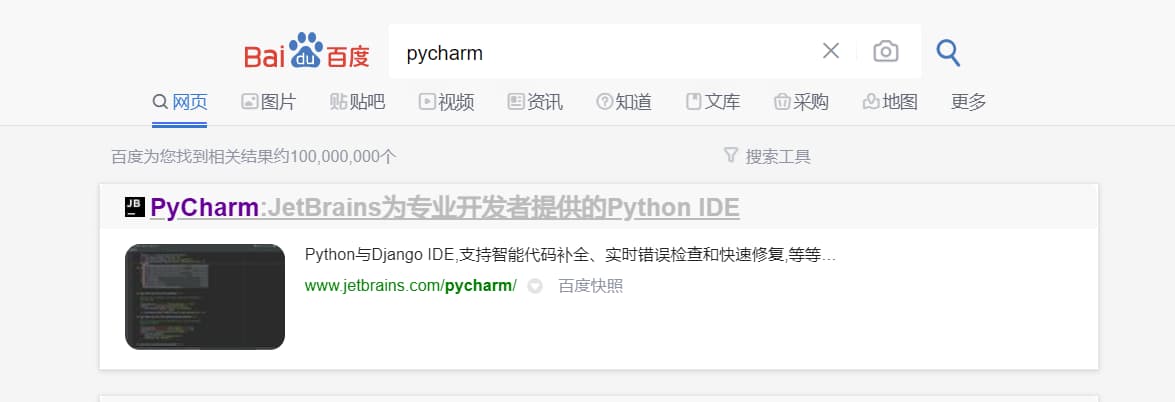 Bai du 百度 pycharm
网页 图片 贴 贴吧 视频 资讯 知道 文库 采购 地图 更多
百度为您找到相关结果约100,000,000个 搜索工具
JB PyCharm:JetBrains为专业开发者提供的Python IDE
Python与Django IDE,支持智能代码补全、实时错误检查和快速修复,等等...
www.jetbrains.com/pycharm/ 百度快照